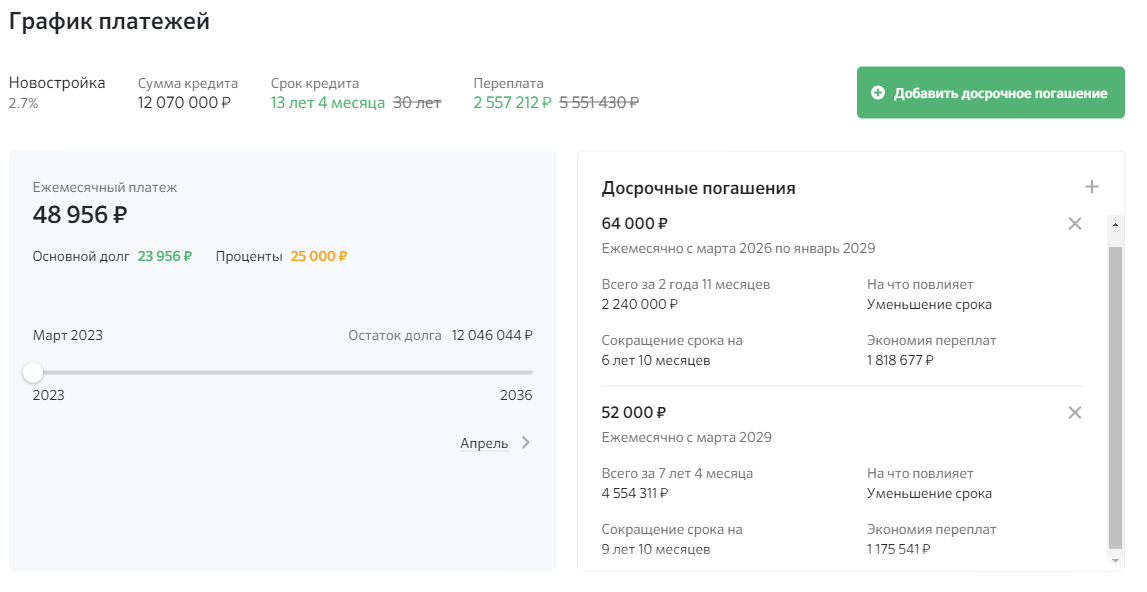 График платежей
Новостройка
2.7%
Сумма кредита
12 070 000 ₽
Срок кредита
13 лет 4 месяца 30 лет
Переплата
2 557 212 ₽ 5 551 430 ₽
Добавить досрочное погашение
Ежемесячный платеж
48 956 ₽
Основной долг 23 956 ₽ Проценты 25 000 ₽
Март 2023 Остаток долга 12 046 044 ₽
2023 2036
Апрель
Досрочные погашения
64 000 ₽
Ежемесячно с марта 2026 по январь 2029
Всего за 2 года 11 месяцев
2 240 000 ₽
На что повлияет
Уменьшение срока
Сокращение срока на
6 лет 10 месяцев
Экономия переплат
1 818 677 ₽
52 000 ₽
Ежемесячно с марта 2029
Всего за 7 лет 4 месяца
4 554 311 ₽
На что повлияет
Уменьшение срока
Сокращение срока на
9 лет 10 месяцев
Экономия переплат
1 175 541 ₽